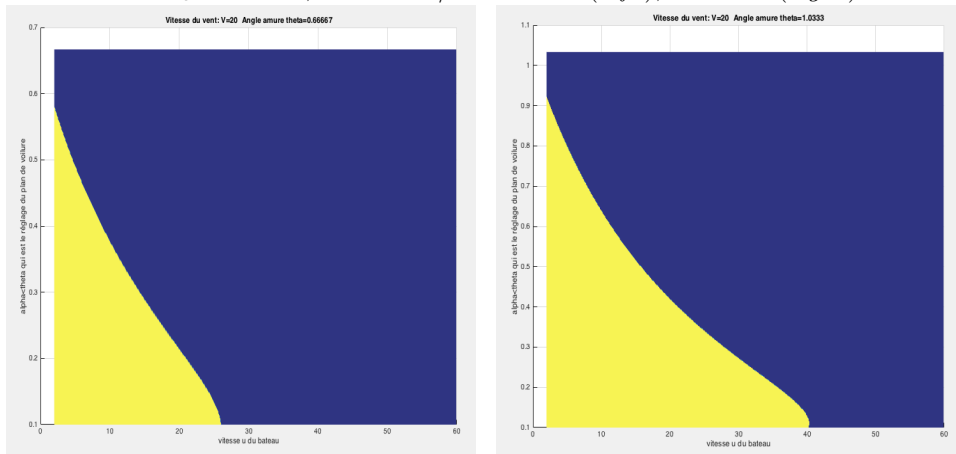 Vitesse du vent: V=20 Angle amure theta=0.66667
0.7
0.6
0.5
0.4
0.3
0.2
0.1
alpha<theta qui est le réglage du plan de voilure
0 10 20 30 40 50 60
vitesse u du bateau
Vitesse du vent: V=20 Angle amure theta=1.0333
1.1
1
0.9
0.8
0.7
0.6
0.5
0.4
0.3
0.2
0.1
alpha<theta qui est le réglage du plan de voilure
0 10 20 30 40 50 60
vitesse u du bateau